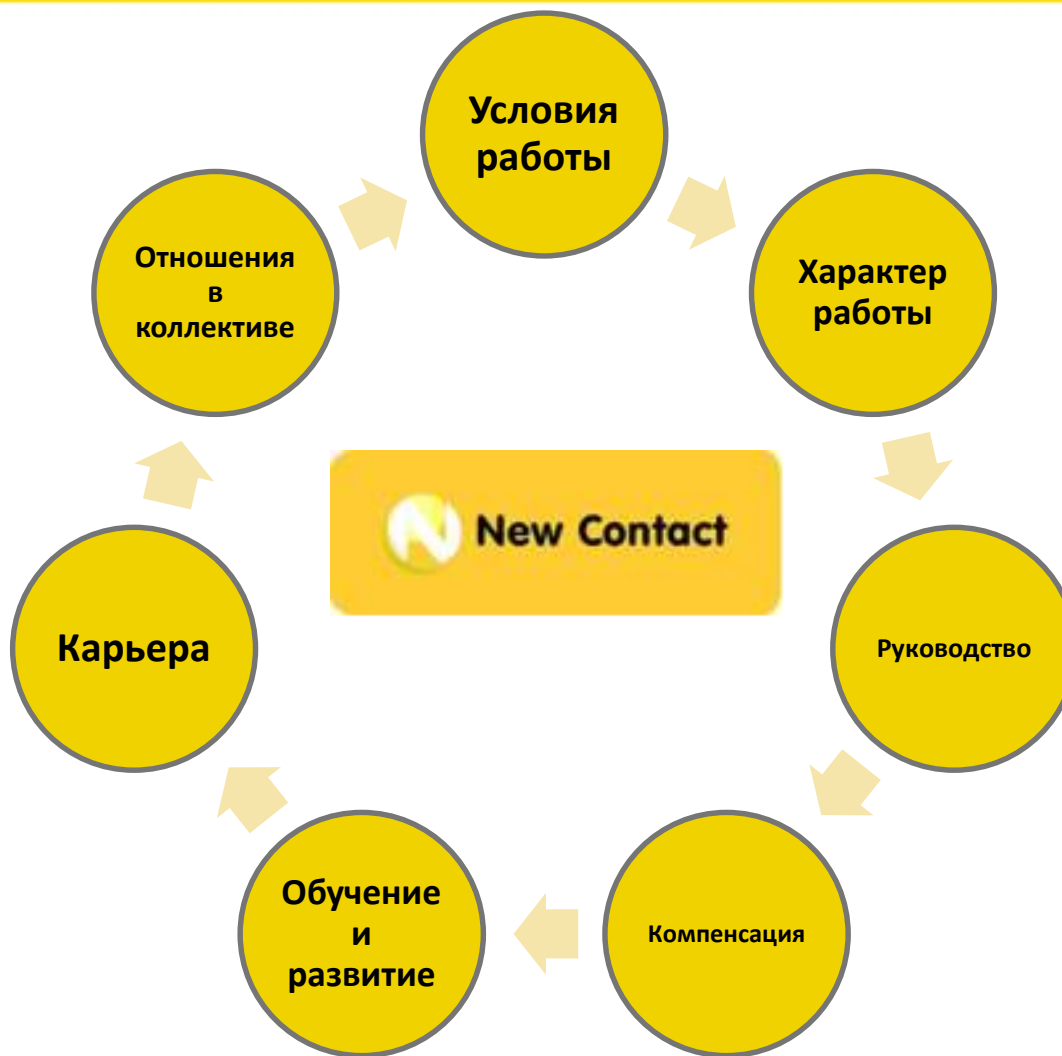 Условия
работы
Характер
работы
Руководство
Компенсация
Обучение
и
развитие
Карьера
Отношения
в
коллективе
New Contact